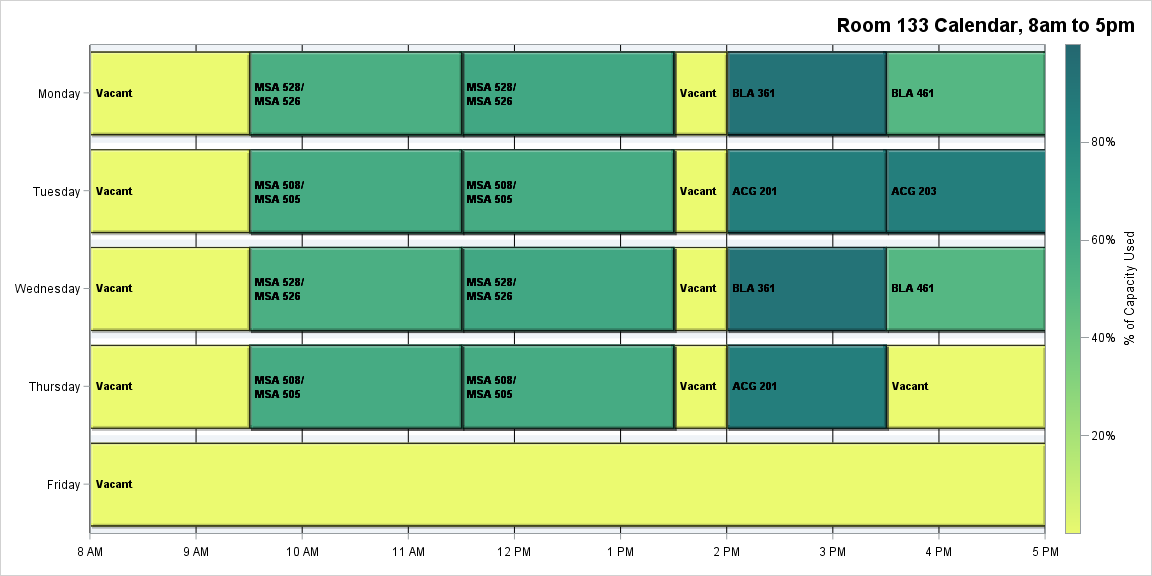 Room 133 Calendar, 8am to 5pm
Monday
Vacant
MSA 528/
MSA 526
MSA 528/
MSA 526
Vacant
BLA 361
BLA 461
Tuesday
Vacant
MSA 508/
MSA 505
MSA 508/
MSA 505
Vacant
ACG 201
ACG 203
Wednesday
Vacant
MSA 528/
MSA 526
MSA 528/
MSA 526
Vacant
BLA 361
BLA 461
Thursday
Vacant
MSA 508/
MSA 505
MSA 508/
MSA 505
Vacant
ACG 201
Vacant
Friday
Vacant
8 AM
9 AM
10 AM
11 AM
12 PM
1 PM
2 PM
3 PM
4 PM
5 PM
80%
60%
40%
20%
% of Capacity Used